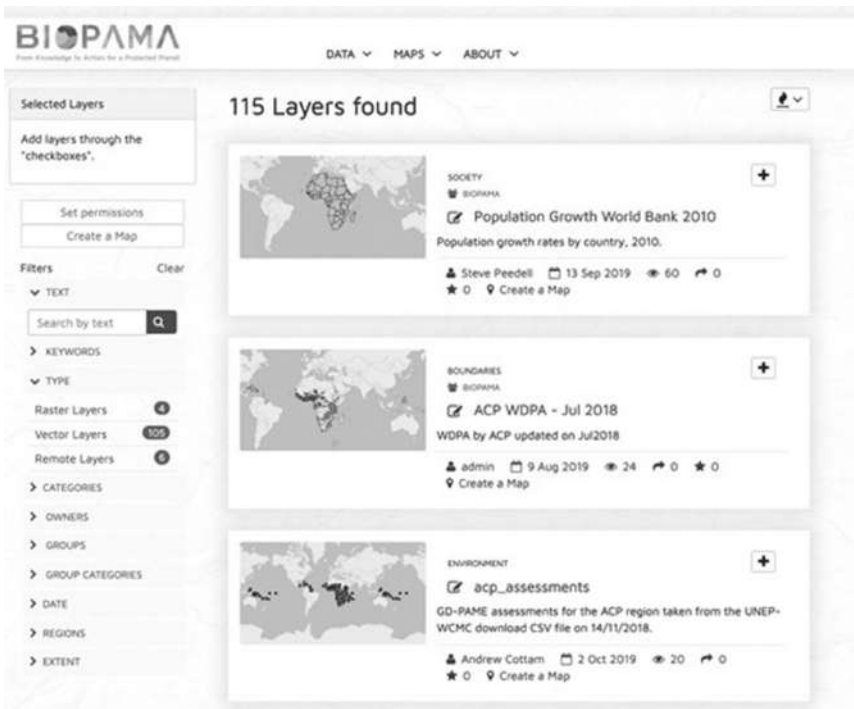 BIOPAMA
From Knowledge to Action for a Protected Planet!
DATA MAPS ABOUT
Selected Layers
Add layers through the
"checkboxes".
Set permissions
Create a Map
Filters Clear
TEXT
Search by text
KEYWORDS
TYPE
Raster Layers 4
Vector Layers 105
Remote Layers 6
CATEGORIES
OWNERS
GROUPS
GROUP CATEGORIES
DATE
REGIONS
EXTENT
115 Layers found
SOCIETY
BIOPAMA
Population Growth World Bank 2010
Population growth rates by country, 2010.
Steve Peedell 13 Sep 2019 60 0
0 Create a Map
BOUNDARIES
BIOPAMA
ACP WDPA - Jul 2018
WDPA by ACP updated on Jul2018
admin 9 Aug 2019 24 0 0
Create a Map
ENVIRONMENT
acp_assessments
GD-PAME assessments for the ACP region taken from the UNEP-
WCMC download CSV file on 14/11/2018.
Andrew Cottam 2 Oct 2019 20 0
0 Create a Map